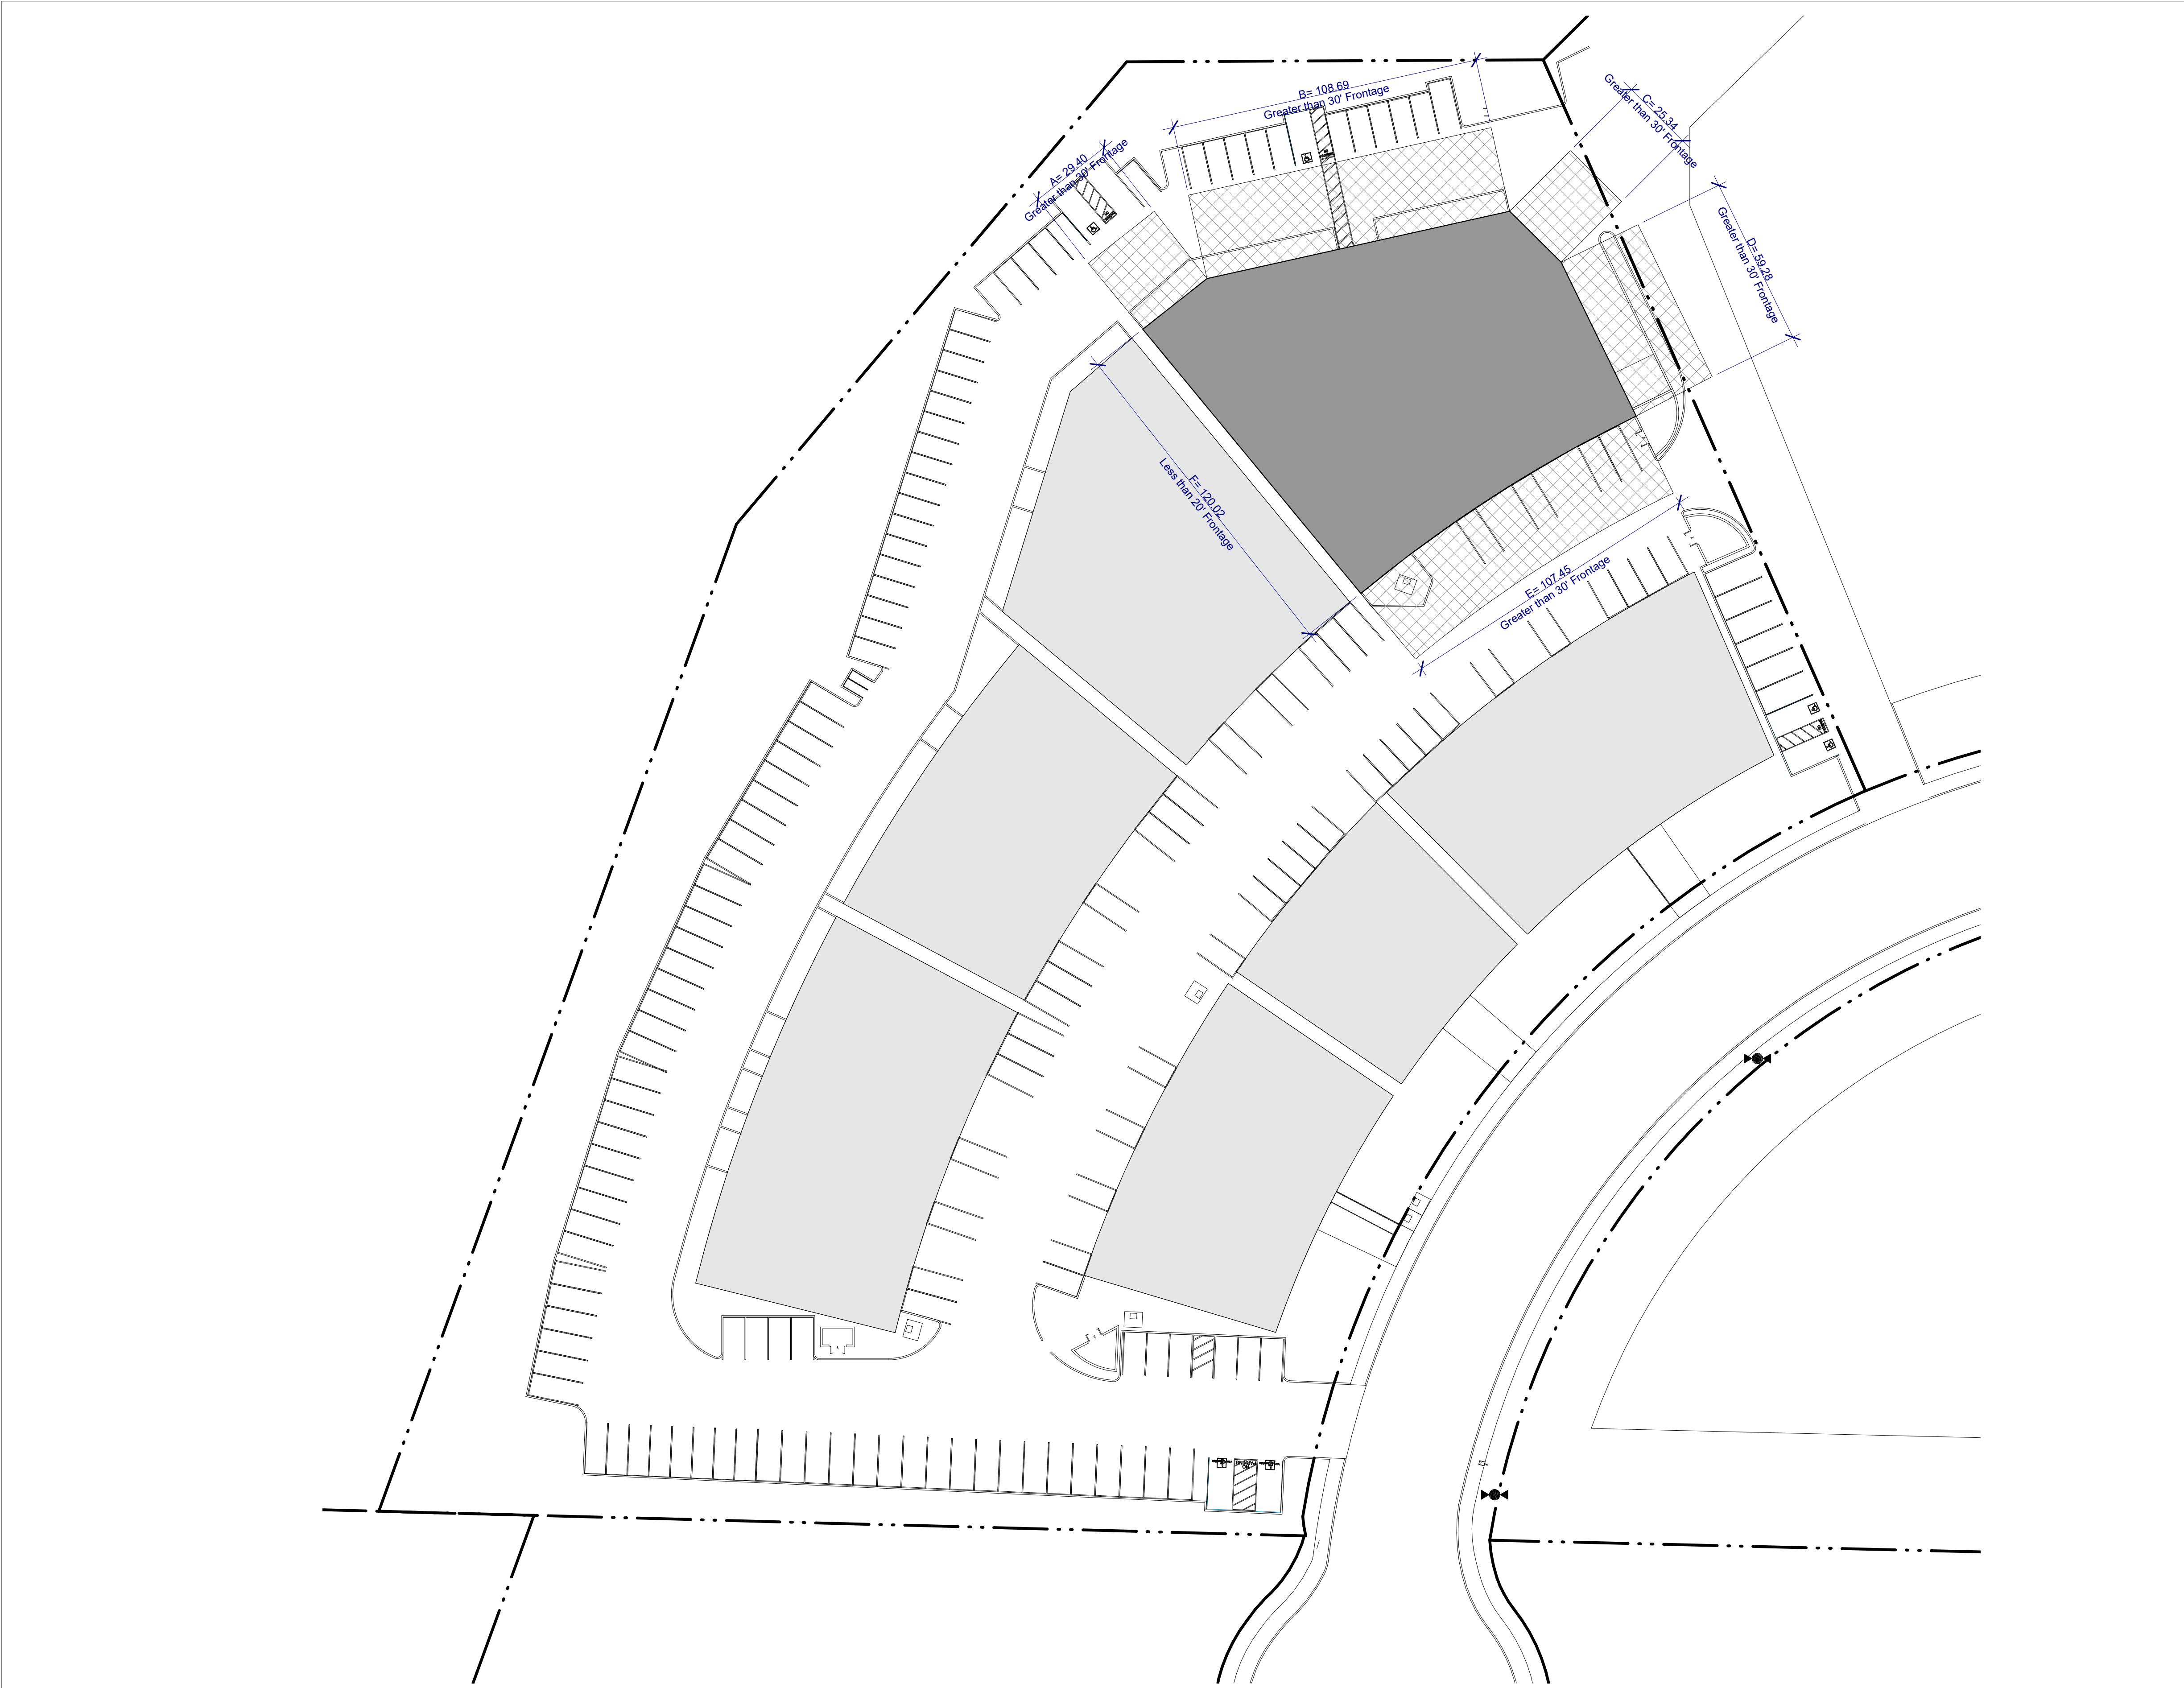 B= 108.69
Greater than 30' Frontage
C= 25.34
Greater than 30' Frontage
A= 29.40
Greater than 30' Frontage
D= 59.28
Greater than 30' Frontage
F= 120.02
Less than 20' Frontage
E= 107.45
Greater than 30' Frontage